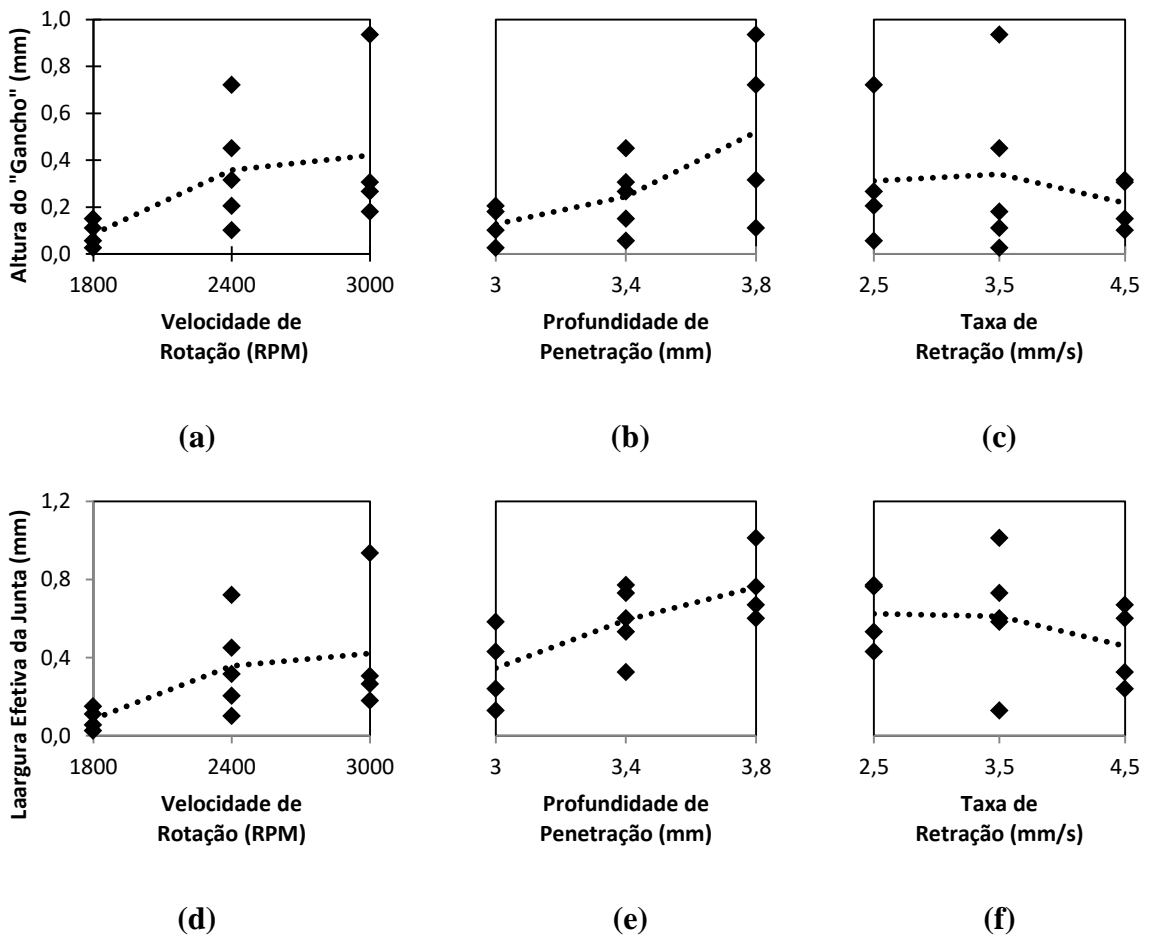 Altura do "Gancho" (mm)
1,0
0,8
0,6
0,4
0,2
0,0
1800 2400 3000
Velocidade de
Rotação (RPM)
3 3,4 3,8
Profundidade de
Penetração (mm)
2,5 3,5 4,5
Taxa de
Retração (mm/s)
(a) (b) (c)
Laargura Efetiva da Junta (mm)
1,2
0,8
0,4
0,0
1800 2400 3000
Velocidade de
Rotação (RPM)
3 3,4 3,8
Profundidade de
Penetração (mm)
2,5 3,5 4,5
Taxa de
Retração (mm/s)
(d) (e) (f)